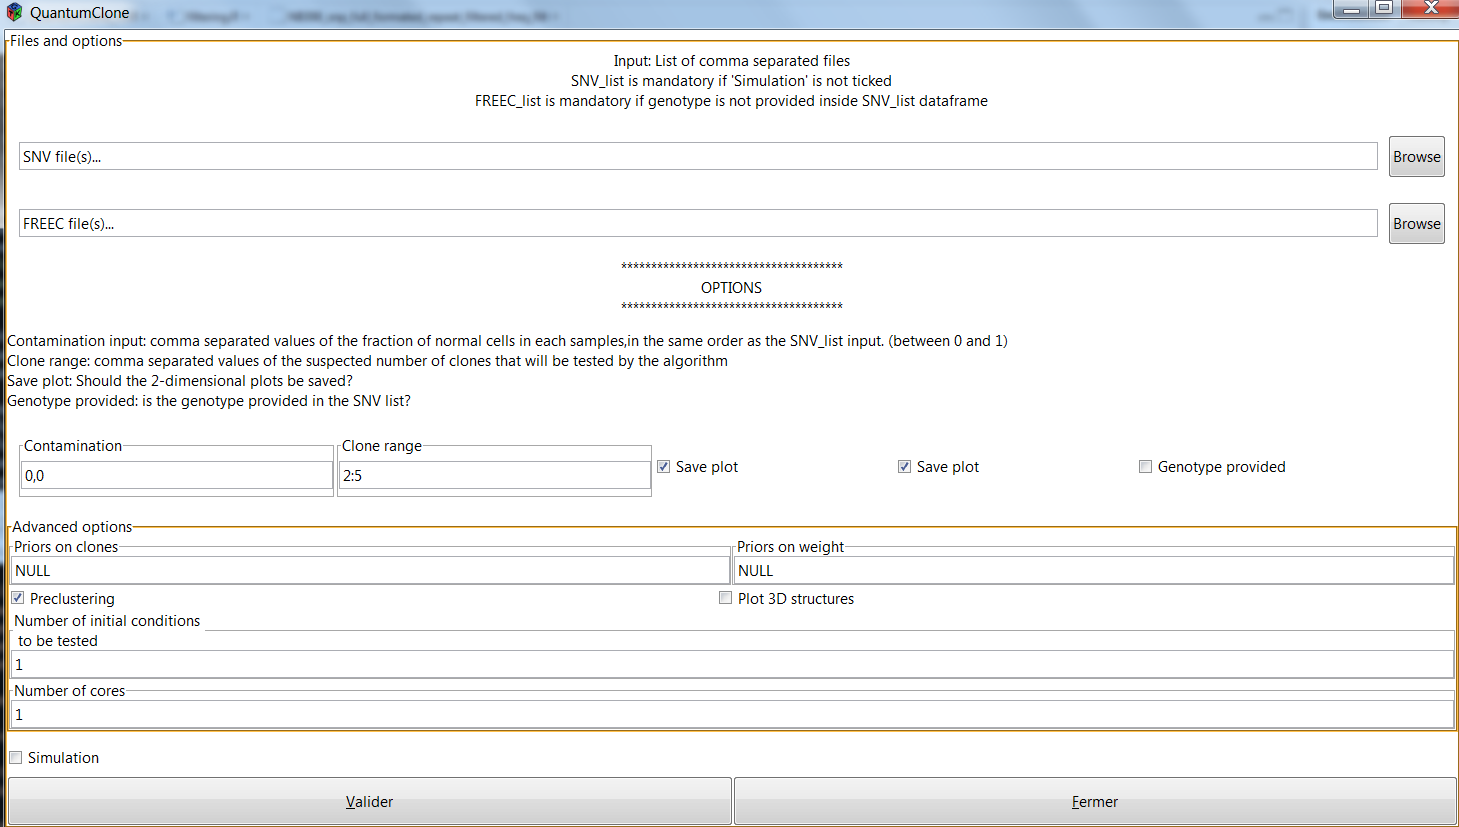 QuantumClone
Files and options
Input: List of comma separated files
SNV_list is mandatory if 'Simulation' is not ticked
FREEC_list is mandatory if genotype is not provided inside SNV_list dataframe
SNV file(s)... Browse
FREEC file(s)... Browse
*************************************
OPTIONS
*************************************
Contamination input: comma separated values of the fraction of normal cells in each samples,in the same order as the SNV_list input. (between 0 and 1)
Clone range: comma separated values of the suspected number of clones that will be tested by the algorithm
Save plot: Should the 2-dimensional plots be saved?
Genotype provided: is the genotype provided in the SNV list?
Contamination Clone range
0,0 2:5 Save plot Save plot Genotype provided
Advanced options
Priors on clones Priors on weight
NULL NULL
Preclustering Plot 3D structures
Number of initial conditions
to be tested
1
Number of cores
1
Simulation
Valider Fermer